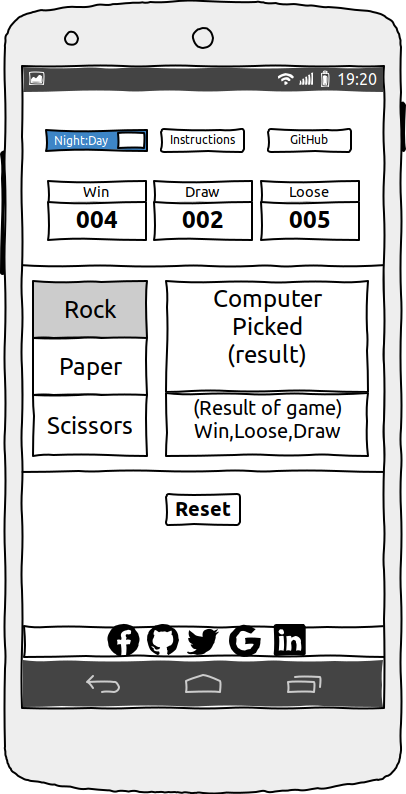 19:20
Night:Day
Instructions
GitHub
Win
Draw
Loose
004
002
005
Rock
Paper
Scissors
Computer
Picked
(result)
(Result of game)
Win,Loose,Draw
Reset